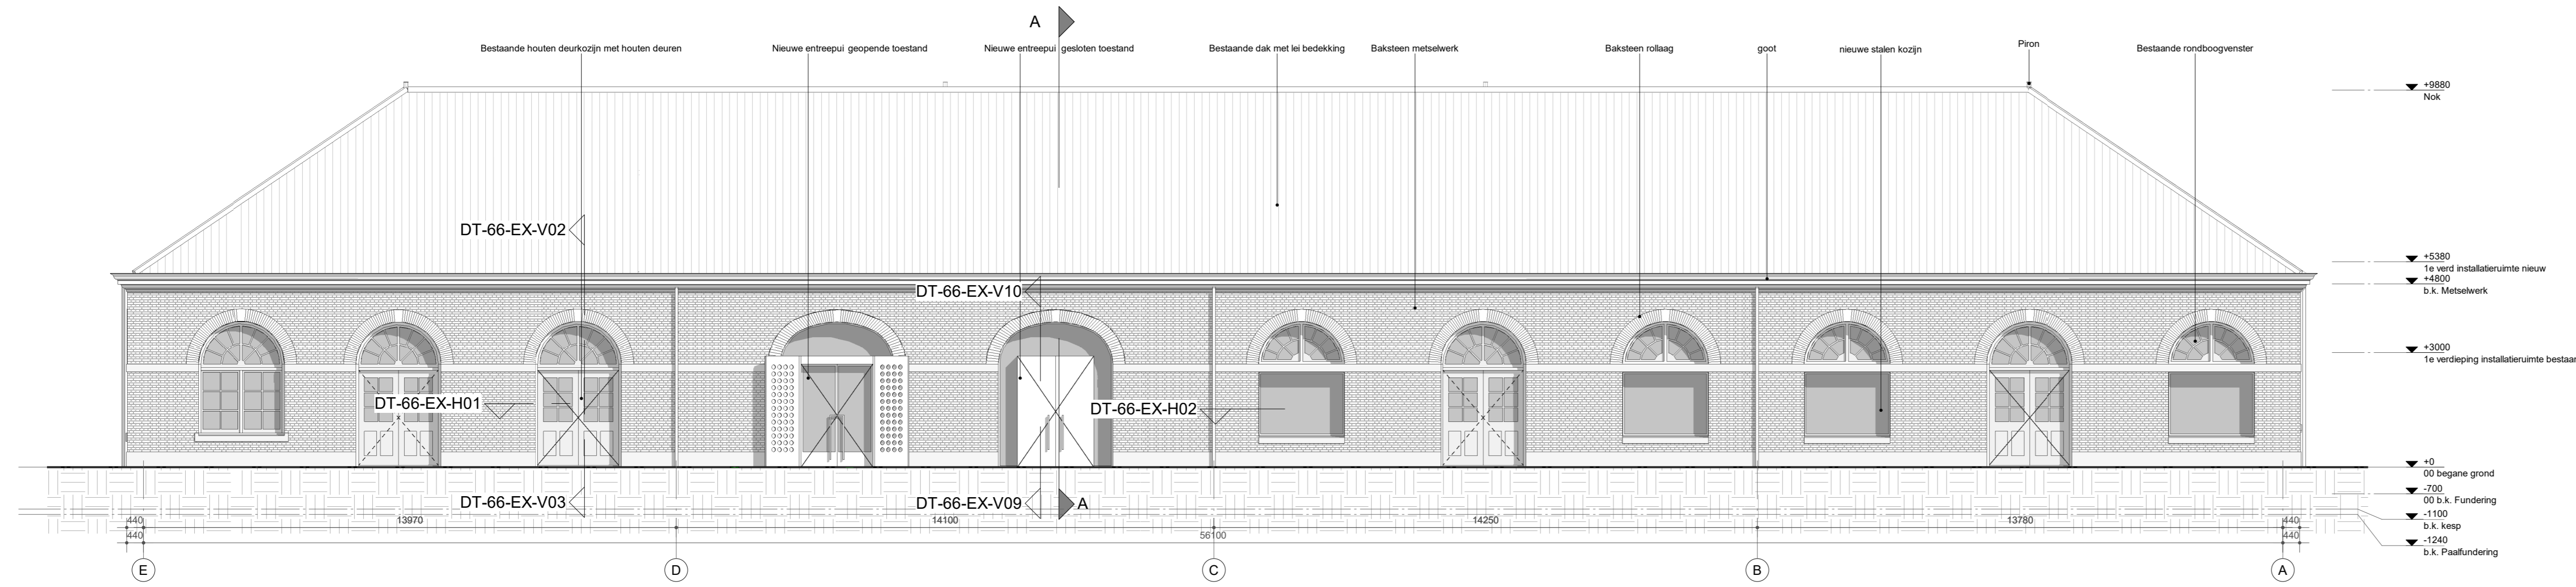 A
Bestaande houten deurkozijn met houten deuren
Nieuwe entreepui geopende toestand
Nieuwe entreepui gesloten toestand
Bestaande dak met lei bedekking
Baksteen metselwerk
Baksteen rollaag
goot
nieuwe stalen kozijn
Piron
Bestaande rondboogvenster
+9880
Nok
DT-66-EX-V02
+5380
1e verd installatieruimte nieuw
+4800
b.k. Metselwerk
DT-66-EX-V10
+3000
1e verdieping installatieruimte bestaan
DT-66-EX-H01
DT-66-EX-H02
+0
00 begane grond
-700
00 b.k. Fundering
DT-66-EX-V03
DT-66-EX-V09
A
-1100
b.k. kesp
440
13970
14100
14250
13780
440
-1240
b.k. Paalfundering
440
56100
440
E
D
C
B
A